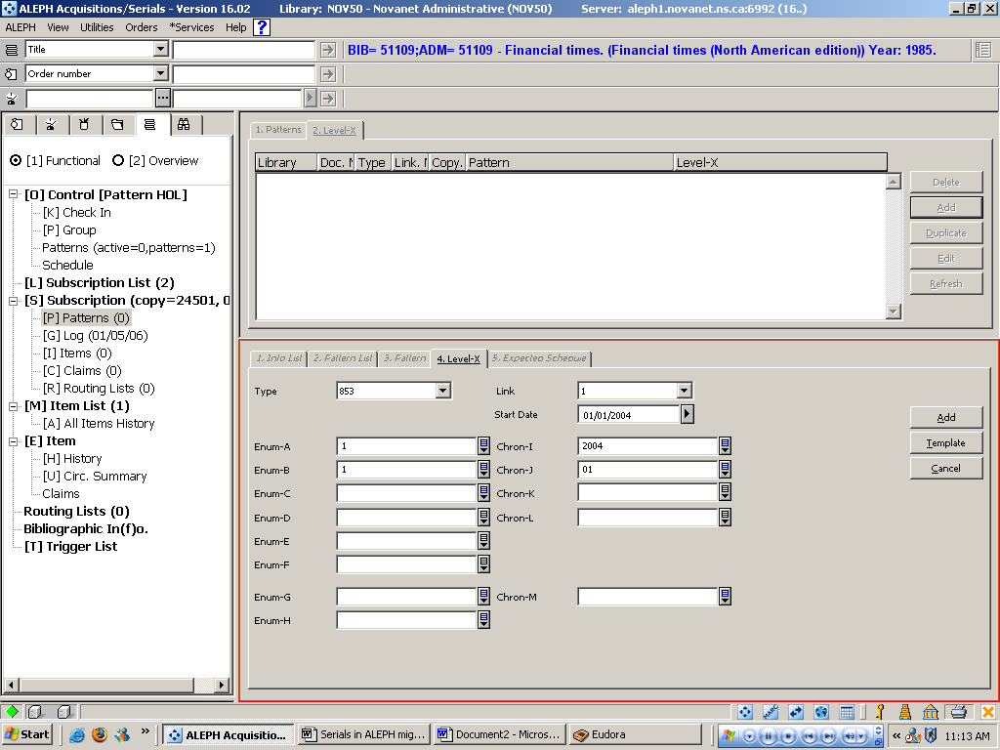 ALEPH Acquisitions/Serials - Version 16.02 Library: NOV50 - Novanet Administrative (NOV50) Server: aleph1.novanet.ns.ca:6992 (16..)
ALEPH View Utilities Orders *Services Help ?
Title
BIB= 51109;ADM= 51109 - Financial times. (Financial times (North American edition)) Year: 1985.
Order number
[1] Functional [2] Overview
[O] Control [Pattern HOL]
[K] Check In
[P] Group
Patterns (active=0,patterns=1)
Schedule
[L] Subscription List (2)
[S] Subscription (copy=24501, 0
[P] Patterns (0)
[G] Log (01/05/06)
[I] Items (0)
[C] Claims (0)
[R] Routing Lists (0)
[M] Item List (1)
[A] All Items History
[E] Item
[H] History
[U] Circ. Summary
Claims
Routing Lists (0)
Bibliographic In(f)o.
[T] Trigger List
1. Patterns 2. Level-X
Library Doc. N Type Link. Copy. Pattern Level-X
Delete
Add
Duplicate
Edit
Refresh
1. Info List 2. Pattern List 3. Pattern 4. Level-X 5. Expected Schedule
Type 853 Link 1
Start Date 01/01/2004
Enum-A 1 Chron-I 2004
Enum-B 1 Chron-J 01
Enum-C Chron-K
Enum-D Chron-L
Enum-E
Enum-F
Enum-G Chron-M
Enum-H
Add
Template
Cancel
Start » ALEPH Acquisitio... Serials in ALEPH mig... Document2 - Micros... Eudora « 11:13 AM